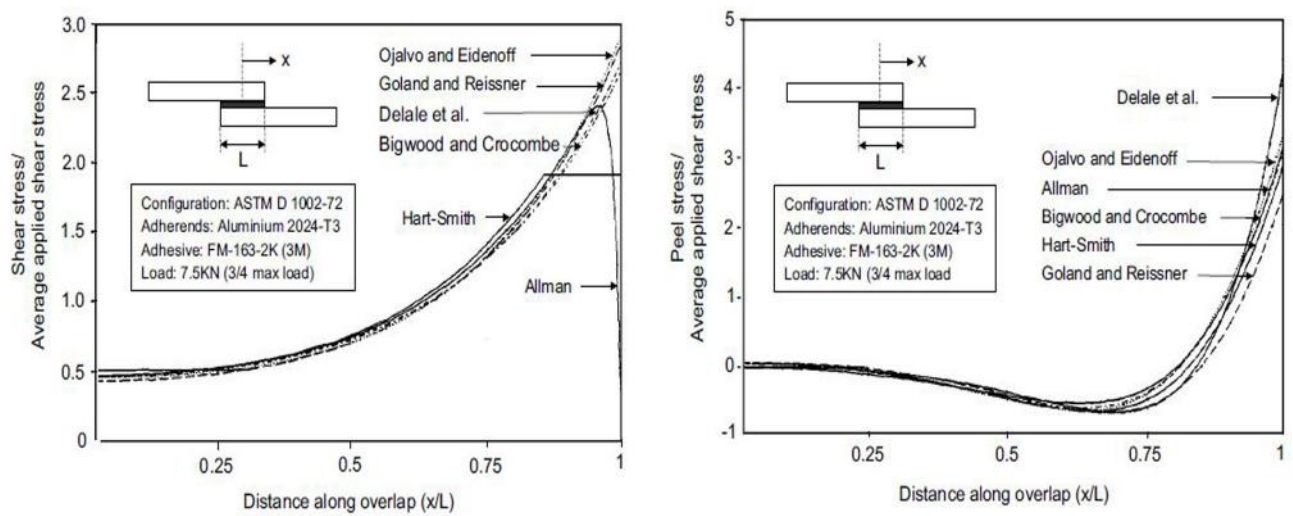 Shear stress/
Average applied shear stress
3.0
2.5
2.0
1.5
1.0
0.5
0
x
L
Configuration: ASTM D 1002-72
Adherends: Aluminium 2024-T3
Adhesive: FM-163-2K (3M)
Load: 7.5KN (3/4 max load)
Ojalvo and Eidenoff
Goland and Reissner
Delale et al.
Bigwood and Crocombe
Hart-Smith
Allman
0.25
0.5
0.75
1
Distance along overlap (x/L)
Peel stress/
Average applied shear stress
5
4
3
2
1
0
-1
x
L
Configuration: ASTM D 1002-72
Adherends: Aluminium 2024-T3
Adhesive: FM-163-2K (3M)
Load: 7.5KN (3/4 max load
Delale et al.
Ojalvo and Eidenoff
Allman
Bigwood and Crocombe
Hart-Smith
Goland and Reissner
0.25
0.5
0.75
1
Distance along overlap (x/L)